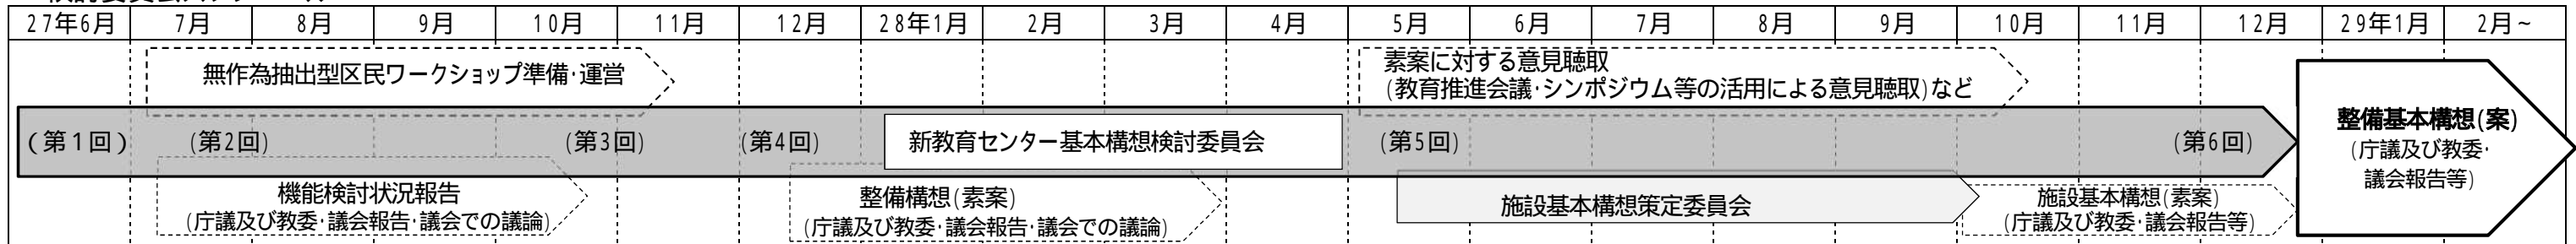 27年6月 7月 8月 9月 10月 11月 12月 28年1月 2月 3月 4月 5月 6月 7月 8月 9月 10月 11月 12月 29年1月 2月~
無作為抽出型区民ワークショップ準備・運営
素案に対する意見聴取
(教育推進会議・シンポジウム等の活用による意見聴取)など
(第1回) (第2回) (第3回) (第4回) 新教育センター基本構想検討委員会 (第5回) (第6回)
整備基本構想(案)
(庁議及び教委・
議会報告等)
機能検討状況報告
(庁議及び教委・議会報告・議会での議論)
整備構想(素案)
(庁議及び教委・議会報告・議会での議論)
施設基本構想策定委員会
施設基本構想(素案)
(庁議及び教委・議会報告等)